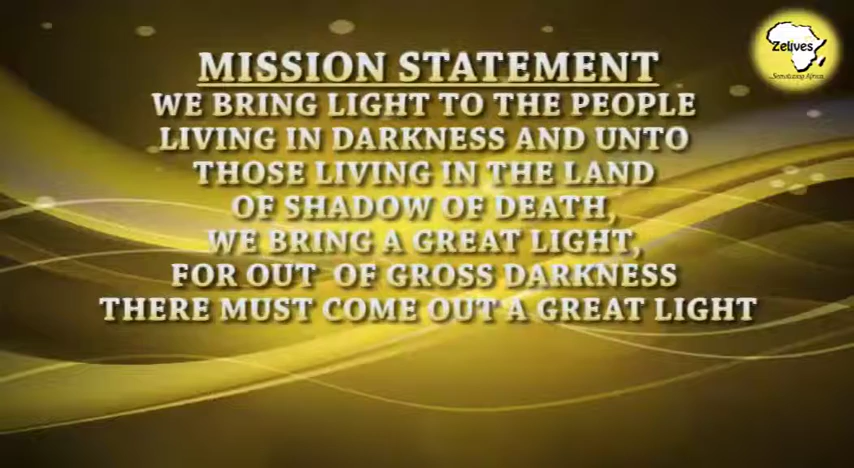 Zelives
MISSION STATEMENT
WE BRING LIGHT TO THE PEOPLE
LIVING IN DARKNESS AND UNTO
THOSE LIVING IN THE LAND
OF SHADOW OF DEATH,
WE BRING A GREAT LIGHT,
FOR OUT OF GROSS DARKNESS
THERE MUST COME OUT A GREAT LIGHT